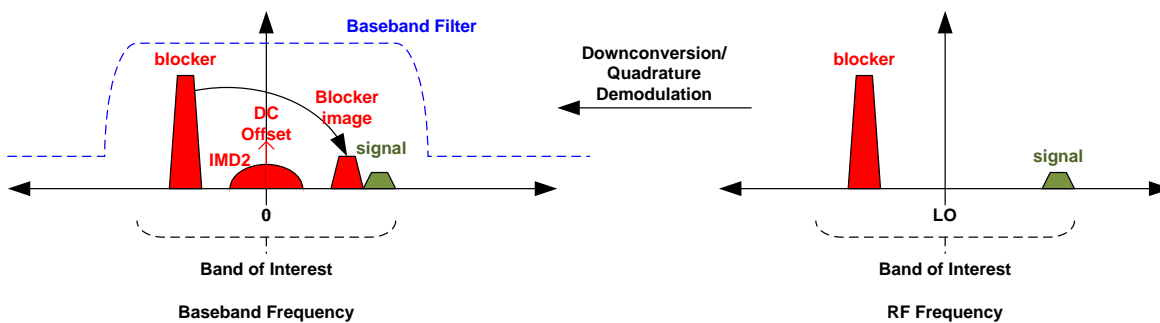 Baseband Filter
blocker
Blocker
image
DC
Offset
IMD2
signal
0
Band of Interest
Baseband Frequency
Downconversion/
Quadrature
Demodulation
blocker
signal
LO
Band of Interest
RF Frequency